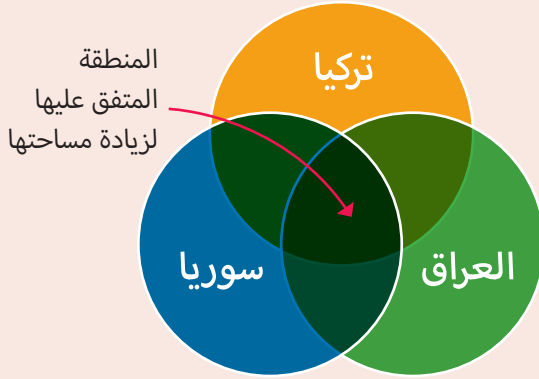 المنطقة
المتفق عليها
لزيادة مساحتها
تركيا
العراق
سوريا